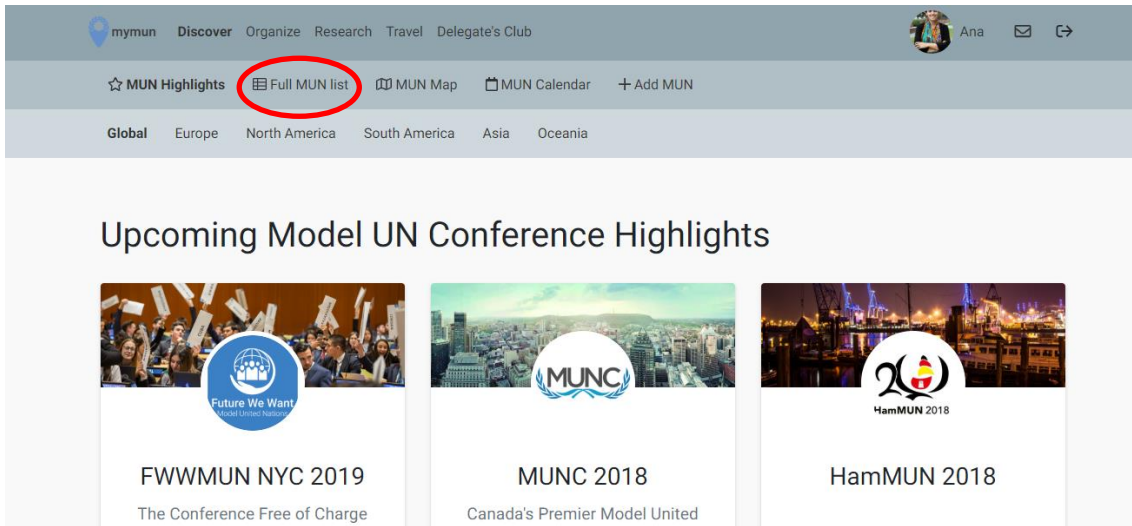 mymun Discover Organize Research Travel Delegate's Club Ana
MUN Highlights Full MUN list MUN Map MUN Calendar + Add MUN
Global Europe North America South America Asia Oceania
Upcoming Model UN Conference Highlights
Future We Want
Model United Nations
MUNC
HamMUN 2018
FWWMUN NYC 2019
MUNC 2018
HamMUN 2018
The Conference Free of Charge
Canada's Premier Model United